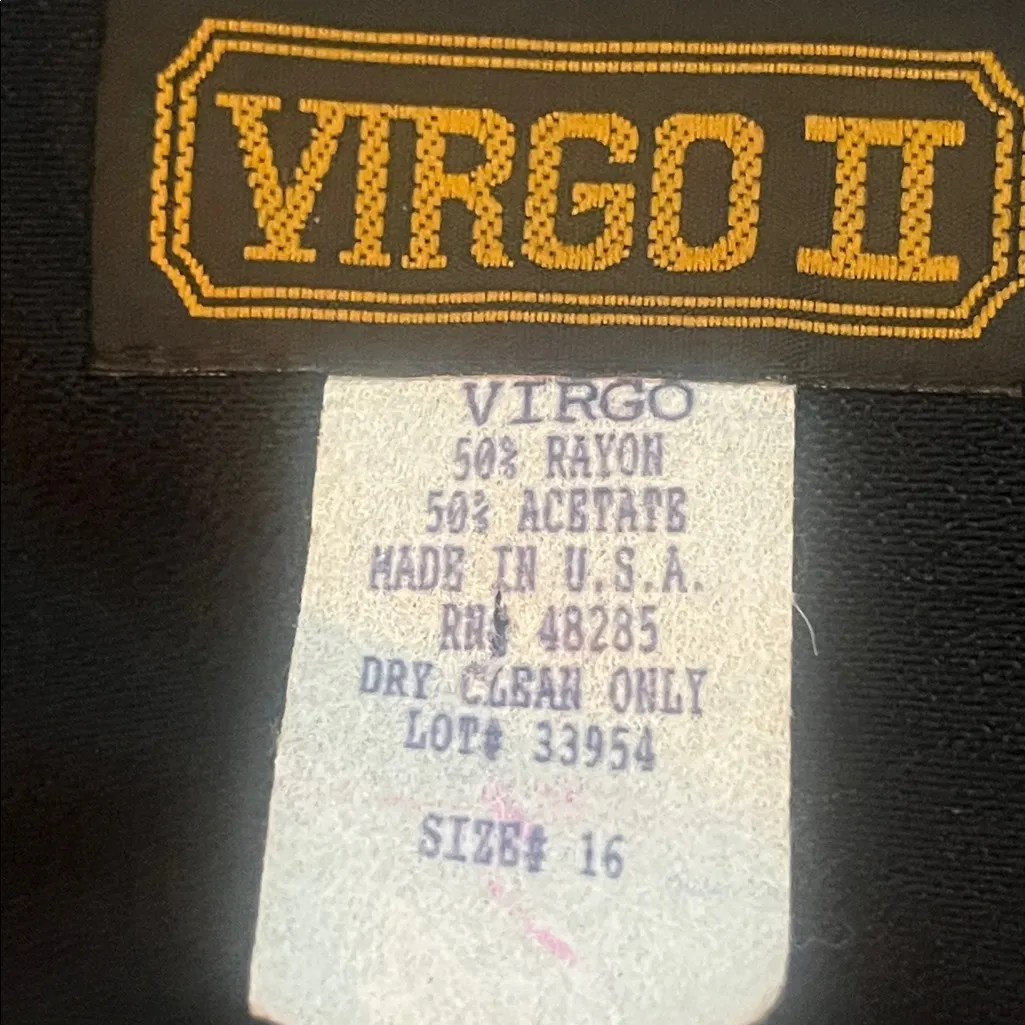 VIRGO II
VIRGO
50% RAYON
50% ACETATE
MADE IN U.S.A.
RN# 48285
DRY CLEAN ONLY
LOT# 33954
SIZE# 16